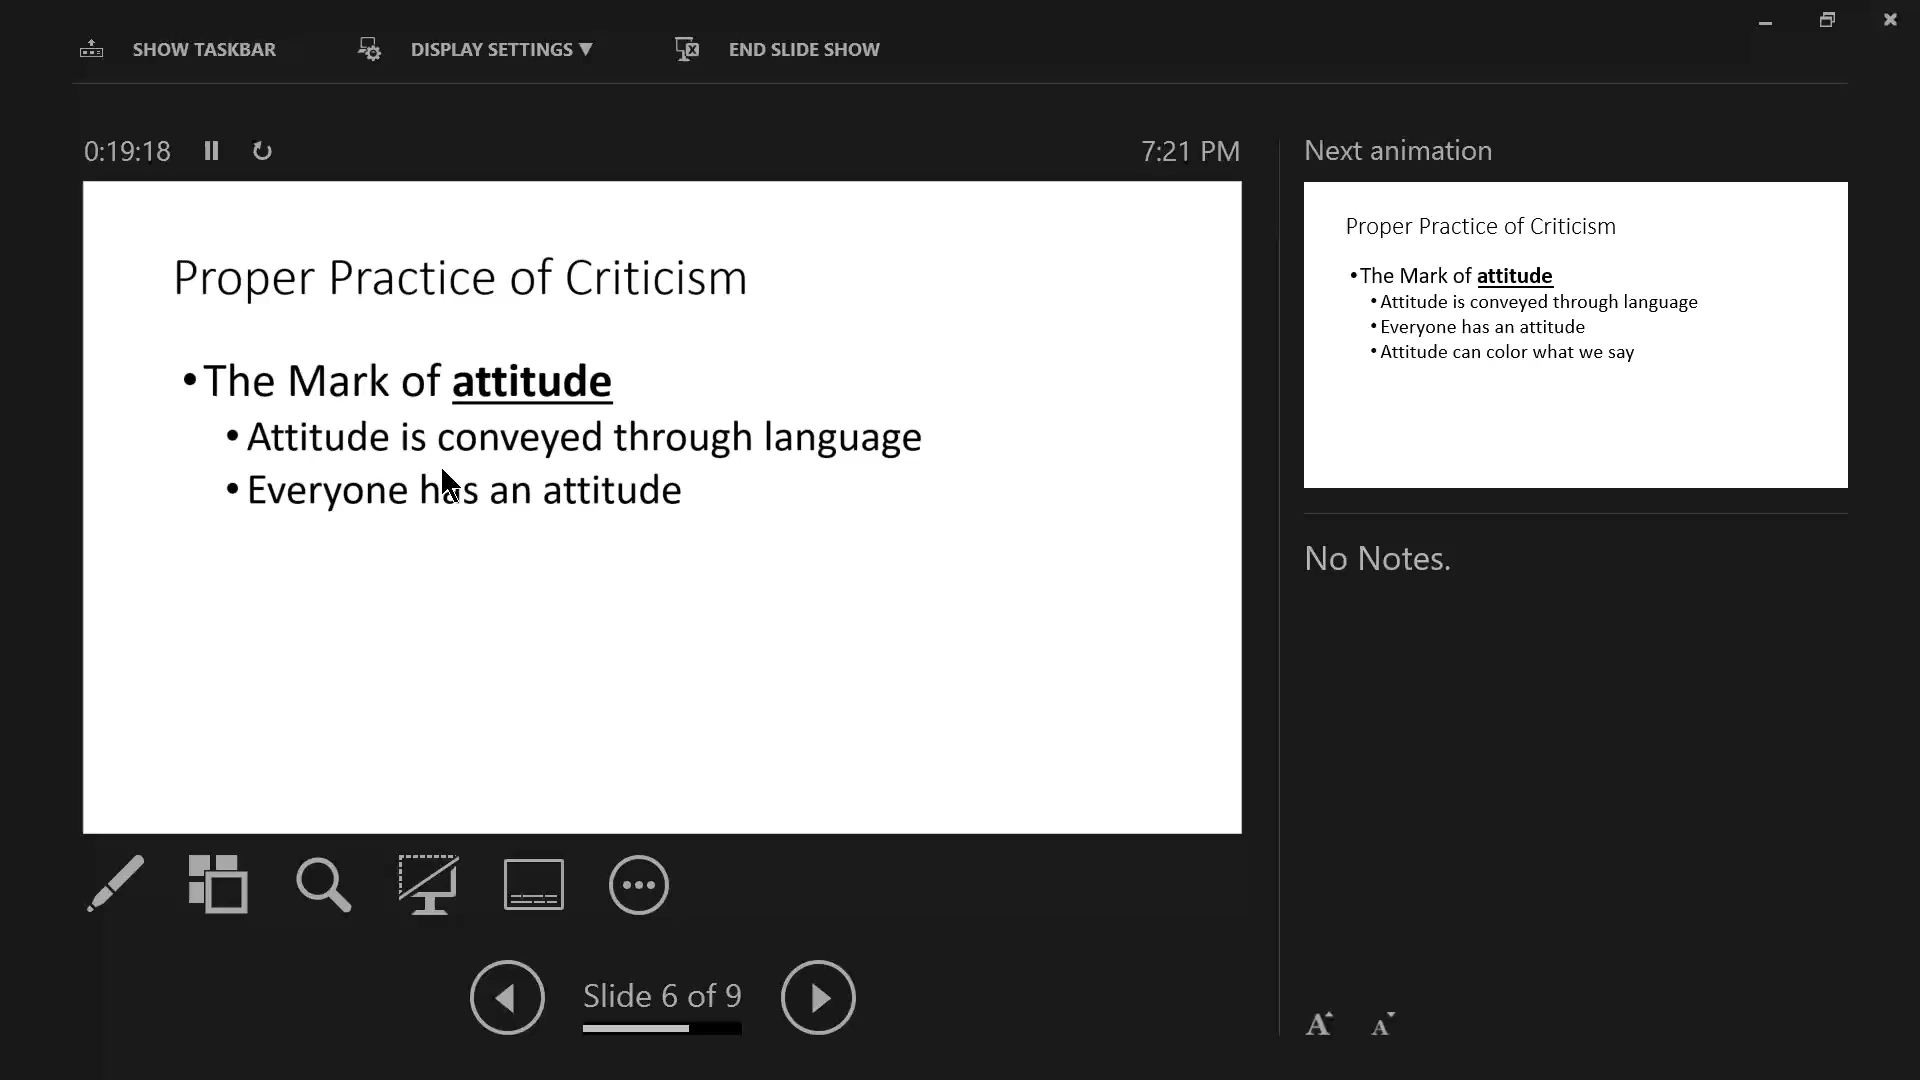 SHOW TASKBAR
DISPLAY SETTINGS ▼
END SLIDE SHOW
0:19:18
7:21 PM
Proper Practice of Criticism
•The Mark of attitude
•Attitude is conveyed through language
•Everyone has an attitude
Next animation
Proper Practice of Criticism
•The Mark of attitude
•Attitude is conveyed through language
•Everyone has an attitude
•Attitude can color what we say
No Notes.
Slide 6 of 9
A A